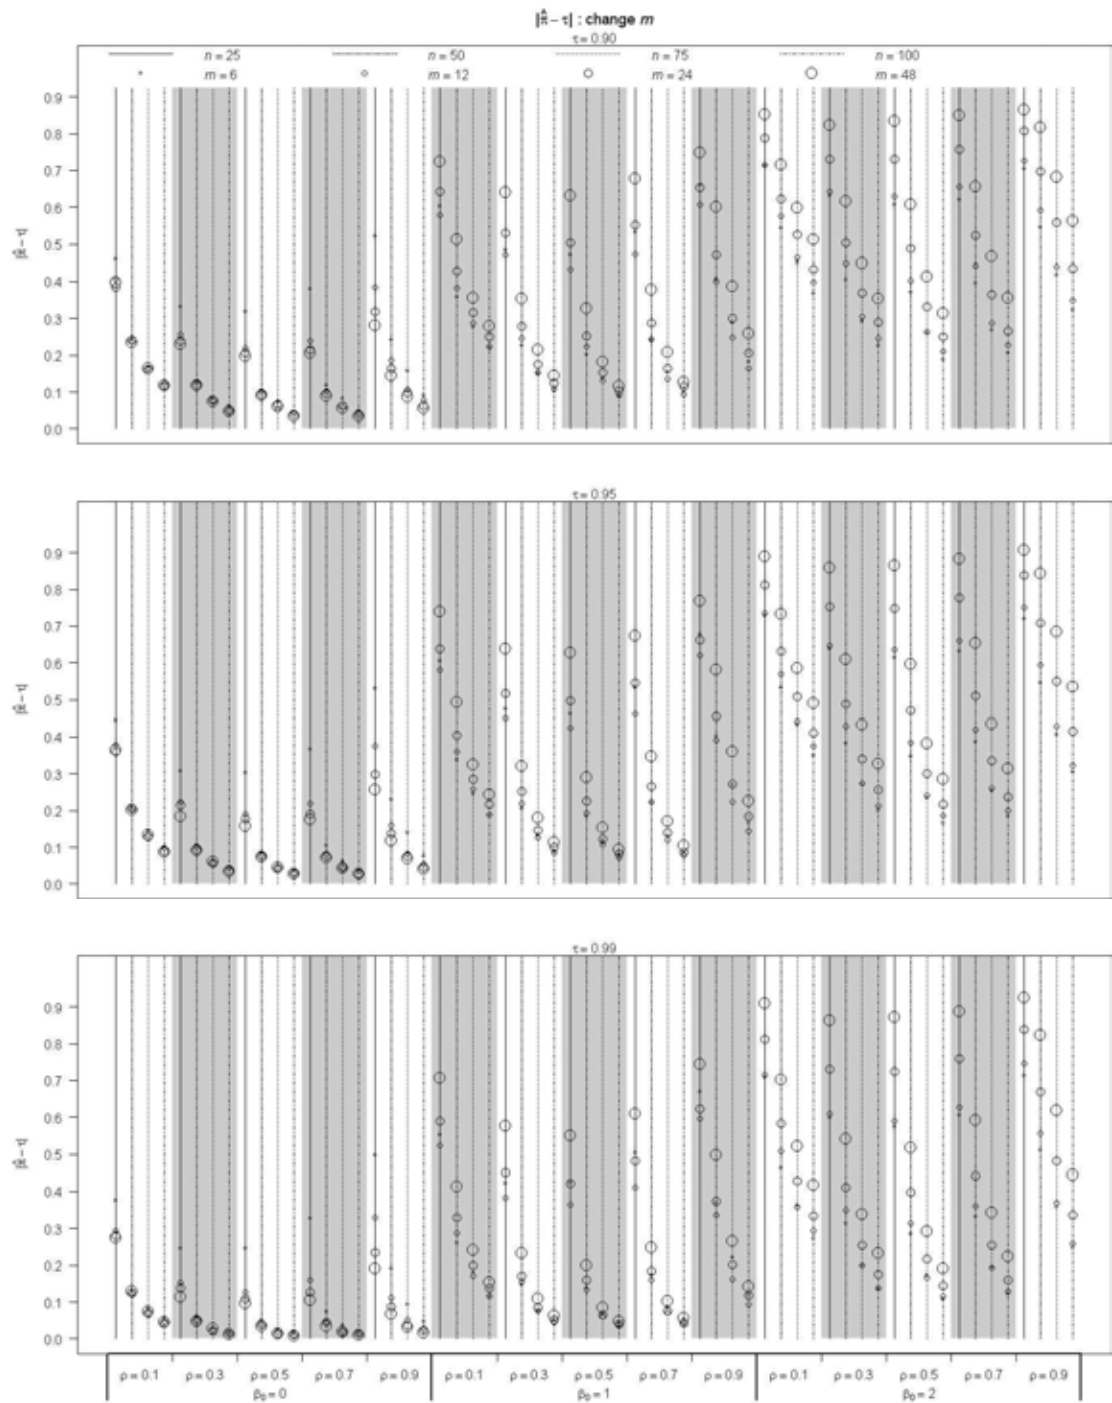 |π̂ − τ| : change m
τ = 0.90
n = 25 n = 50 n = 75 n = 100
m = 6 m = 12 m = 24 m = 48
0.9
0.8
0.7
0.6
0.5
0.4
0.3
0.2
0.1
0.0
|π̂ − τ|
τ = 0.95
0.9
0.8
0.7
0.6
0.5
0.4
0.3
0.2
0.1
0.0
|π̂ − τ|
τ = 0.99
0.9
0.8
0.7
0.6
0.5
0.4
0.3
0.2
0.1
0.0
|π̂ − τ|
ρ = 0.1 ρ = 0.3 ρ = 0.5 ρ = 0.7 ρ = 0.9 ρ = 0.1 ρ = 0.3 ρ = 0.5 ρ = 0.7 ρ = 0.9 ρ = 0.1 ρ = 0.3 ρ = 0.5 ρ = 0.7 ρ = 0.9
β₀ = 0 β₀ = 1 β₀ = 2